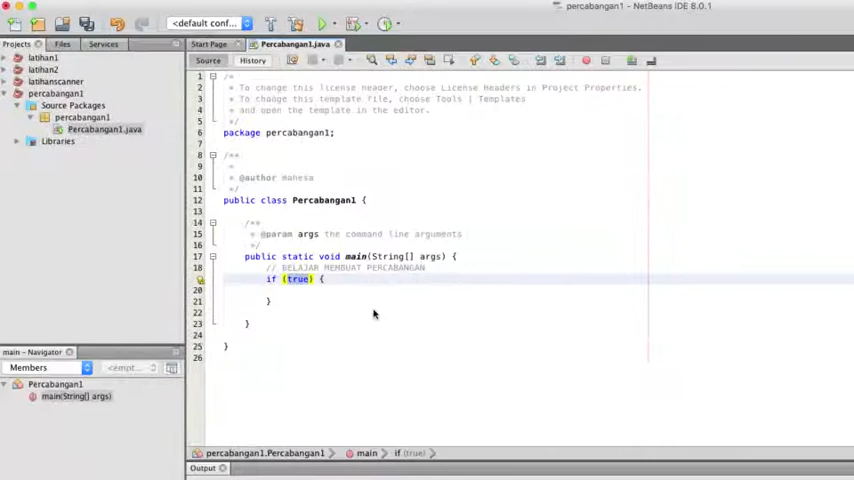 percabangan1 - NetBeans IDE 8.0.1
<default conf...
Projects
Files
Services
Start Page
Percabangan1.java
Source
History
latihan1
latihan2
latihanscanner
percabangan1
Source Packages
percabangan1
Percabangan1.java
Libraries
1 /*
2 * To change this license header, choose License Headers in Project Properties.
3 * To change this template file, choose Tools | Templates
4 * and open the template in the editor.
5 */
6 package percabangan1;
7
8 /**
9 *
10 * @author mahesa
11 */
12 public class Percabangan1 {
13
14 /**
15 * @param args the command line arguments
16 */
17 public static void main(String[] args) {
18 // BELAJAR MEMBUAT PERCABANGAN
if (true) {
20
21 }
22
23 }
24
25 }
26
main - Navigator
Members
<empt...
Percabangan1
main(String[] args)
percabangan1.Percabangan1
main
if (true)
Output